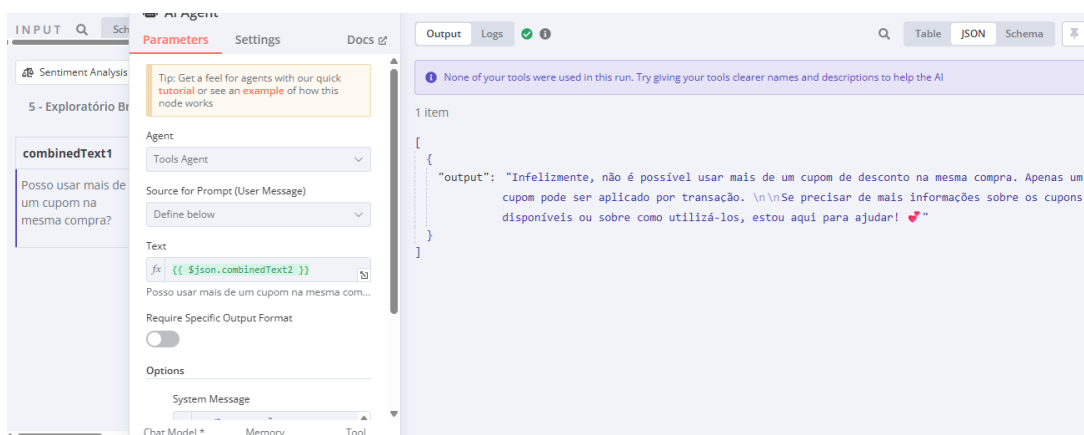 INPUT
Sch
Sentiment Analysis
5 - Exploratório Br
combinedText1
Posso usar mais de
um cupom na
mesma compra?
AI Agent
Parameters Settings Docs
Tip: Get a feel for agents with our quick
tutorial or see an example of how this
node works
Agent
Tools Agent
Source for Prompt (User Message)
Define below
Text
fx {{ $json.combinedText2 }}
Posso usar mais de um cupom na mesma com...
Require Specific Output Format
Options
System Message
Chat Model * Memory Tool
Output Logs Table JSON Schema
None of your tools were used in this run. Try giving your tools clearer names and descriptions to help the AI
1 item
[
{
"output": "Infelizmente, não é possível usar mais de um cupom de desconto na mesma compra. Apenas um
cupom pode ser aplicado por transação. \n\nSe precisar de mais informações sobre os cupons
disponíveis ou sobre como utilizá-los, estou aqui para ajudar! 💕"
}
]